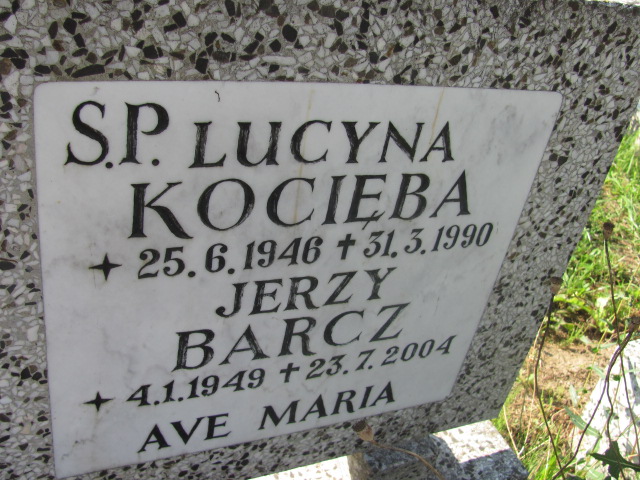 S.P. LUCYNA
KOCIĘBA
✦ 25.6.1946 ✝ 31.3.1990
JERZY
BARCZ
✦ 4.1.1949 ✝ 23.7.2004
AVE MARIA